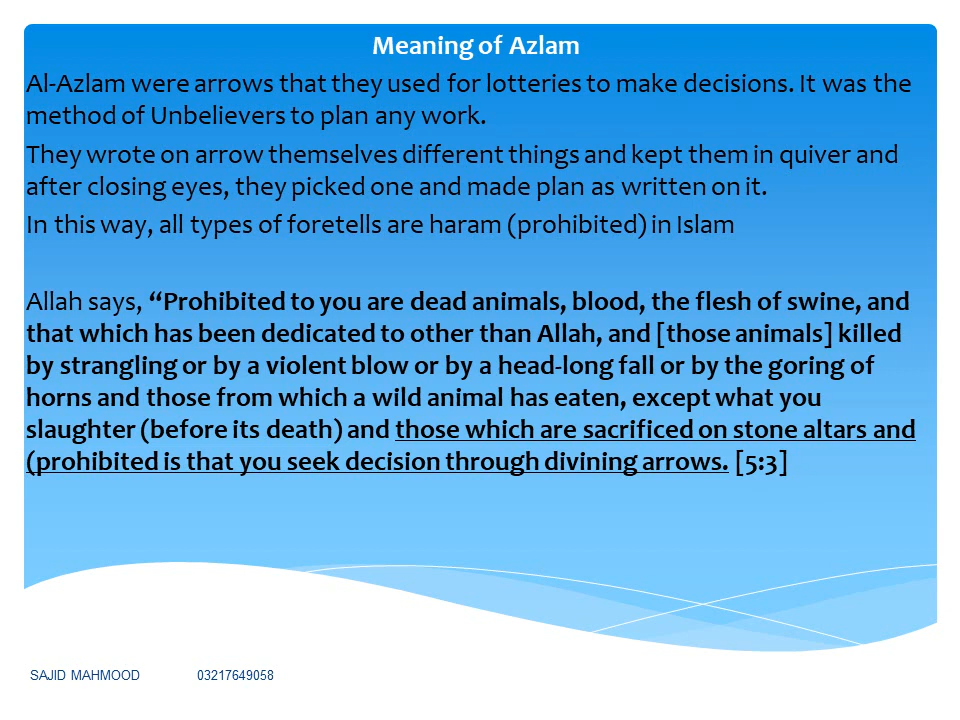 Meaning of Azlam
Al-Azlam were arrows that they used for lotteries to make decisions. It was the
method of Unbelievers to plan any work.
They wrote on arrow themselves different things and kept them in quiver and
after closing eyes, they picked one and made plan as written on it.
In this way, all types of foretells are haram (prohibited) in Islam
Allah says, “Prohibited to you are dead animals, blood, the flesh of swine, and
that which has been dedicated to other than Allah, and [those animals] killed
by strangling or by a violent blow or by a head-long fall or by the goring of
horns and those from which a wild animal has eaten, except what you
slaughter (before its death) and those which are sacrificed on stone altars and
(prohibited is that you seek decision through divining arrows. [5:3]
SAJID MAHMOOD 03217649058